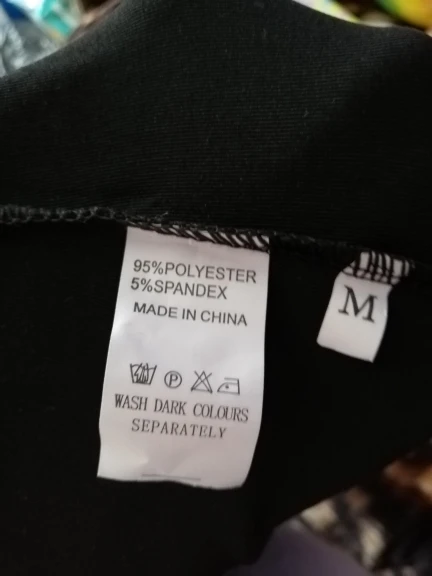 95%POLYESTER
5%SPANDEX
MADE IN CHINA
P
WASH DARK COLOURS
SEPARATELY
M